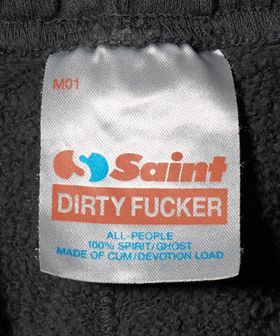 M01
Saint
DIRTY FUCKER
ALL-PEOPLE
100% SPIRIT/GHOST
MADE OF CUM/DEVOTION LOAD